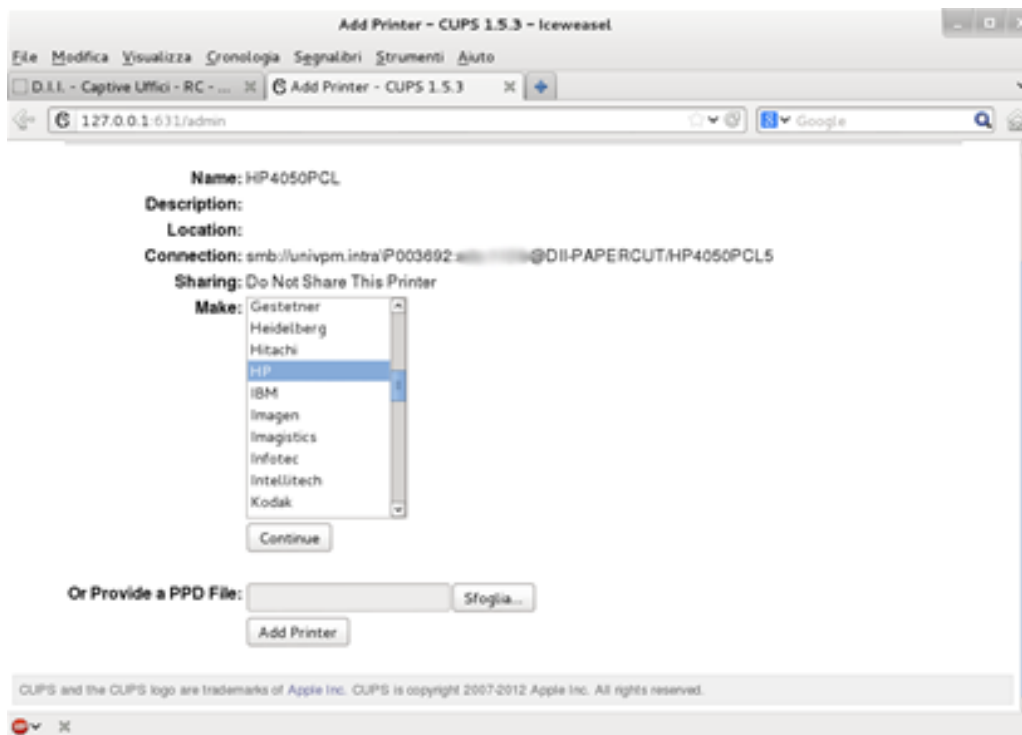 Add Printer - CUPS 1.5.3 - Iceweasel
File Modifica Visualizza Cronologia Segnalibri Strumenti Aiuto
D.I.I. - Captive Uffici - RC - ... Add Printer - CUPS 1.5.3
127.0.0.1:631/admin Google
Name: HP4050PCL
Description:
Location:
Connection: smb://univpm.intra\P003692: @DII-PAPERCUT/HP4050PCL5
Sharing: Do Not Share This Printer
Make: Gestetner
Heidelberg
Hitachi
HP
IBM
Imagen
Imagistics
Infotec
Intellitech
Kodak
Continue
Or Provide a PPD File: Sfoglia...
Add Printer
CUPS and the CUPS logo are trademarks of Apple Inc. CUPS is copyright 2007-2012 Apple Inc. All rights reserved.